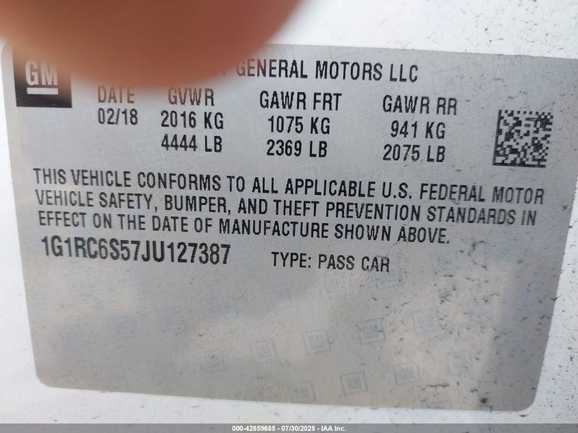 GM
GENERAL MOTORS LLC
DATE GVWR GAWR FRT GAWR RR
02/18 2016 KG 1075 KG 941 KG
4444 LB 2369 LB 2075 LB
THIS VEHICLE CONFORMS TO ALL APPLICABLE U.S. FEDERAL MOTOR
VEHICLE SAFETY, BUMPER, AND THEFT PREVENTION STANDARDS IN
EFFECT ON THE DATE OF MANUFACTURE SHOWN ABOVE.
1G1RC6S57JU127387 TYPE: PASS CAR
000-42859685 - 07/30/2025 - IAA Inc.